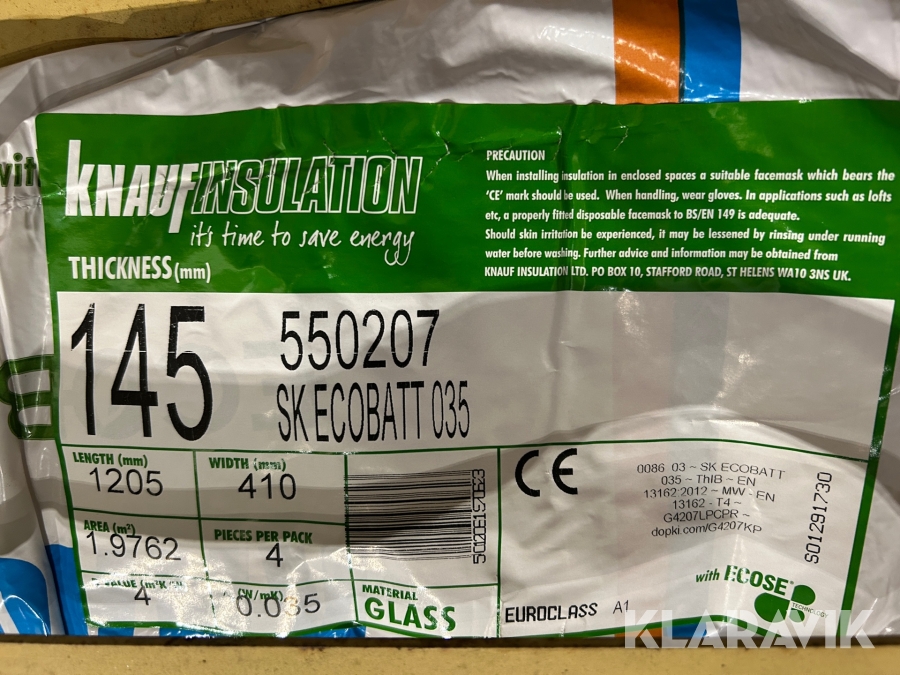 KNAUF INSULATION
it's time to save energy
THICKNESS (mm)
PRECAUTION
When installing insulation in enclosed spaces a suitable facemask which bears the
'CE' mark should be used. When handling, wear gloves. In applications such as lofts
etc, a properly fitted disposable facemask to BS/EN 149 is adequate.
Should skin irritation be experienced, it may be lessened by rinsing under running
water before washing. Further advice and information may be obtained from
KNAUF INSULATION LTD. PO BOX 10, STAFFORD ROAD, ST HELENS WA10 3NS UK.
145
550207
SK ECOBATT 035
LENGTH (mm)
1205
WIDTH (mm)
410
AREA (m²)
1.9762
PIECES PER PACK
4
4
0.035
MATERIAL
GLASS
CE
0086 03 ~ SK ECOBATT
035 ~ ThIB ~ EN
13162:2012 ~ MW - EN
13162 - T4 ~
G4207LPCPR ~
dopki.com/G4207KP
S01291730
with ECOSE®
TECHNOLOGY
EUROCLASS A1
KLARAVIK